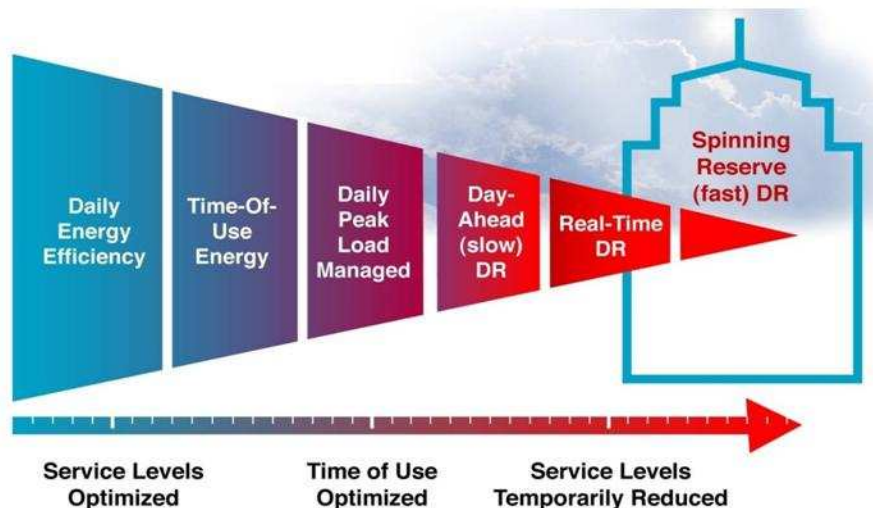 Daily
Energy
Efficiency
Time-Of-
Use
Energy
Daily
Peak
Load
Managed
Day-
Ahead
(slow)
DR
Real-Time
DR
Spinning
Reserve
(fast) DR
Service Levels
Optimized
Time of Use
Optimized
Service Levels
Temporarily Reduced